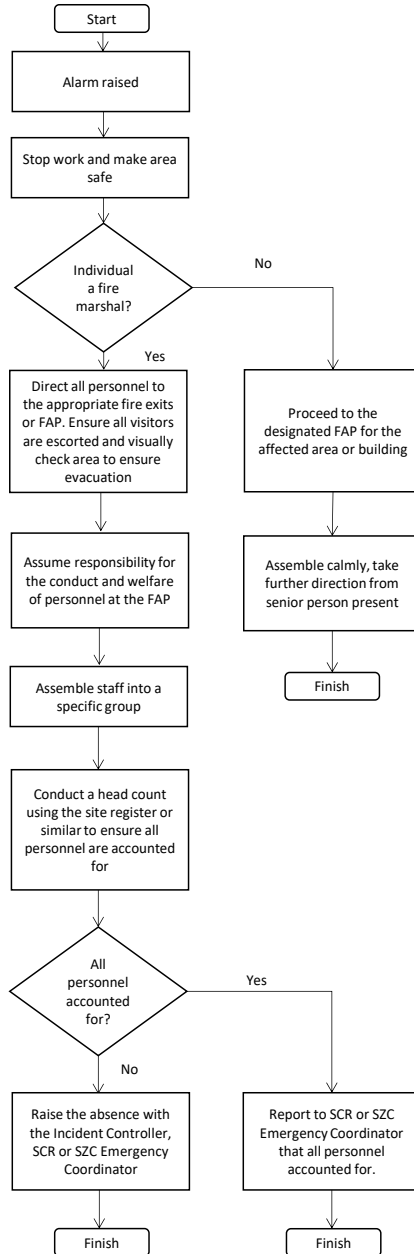 Start
Alarm raised
Stop work and make area
safe
Individual
a fire
marshal?
No
Yes
Direct all personnel to
the appropriate fire exits
or FAP. Ensure all visitors
are escorted and visually
check area to ensure
evacuation
Proceed to the
designated FAP for the
affected area or building
Assume responsibility for
the conduct and welfare
of personnel at the FAP
Assemble calmly, take
further direction from
senior person present
Finish
Assemble staff into a
specific group
Conduct a head count
using the site register or
similar to ensure all
personnel are accounted
for
All
personnel
accounted
for?
Yes
No
Raise the absence with
the Incident Controller,
SCR or SZC Emergency
Coordinator
Report to SCR or SZC
Emergency Coordinator
that all personnel
accounted for.
Finish
Finish